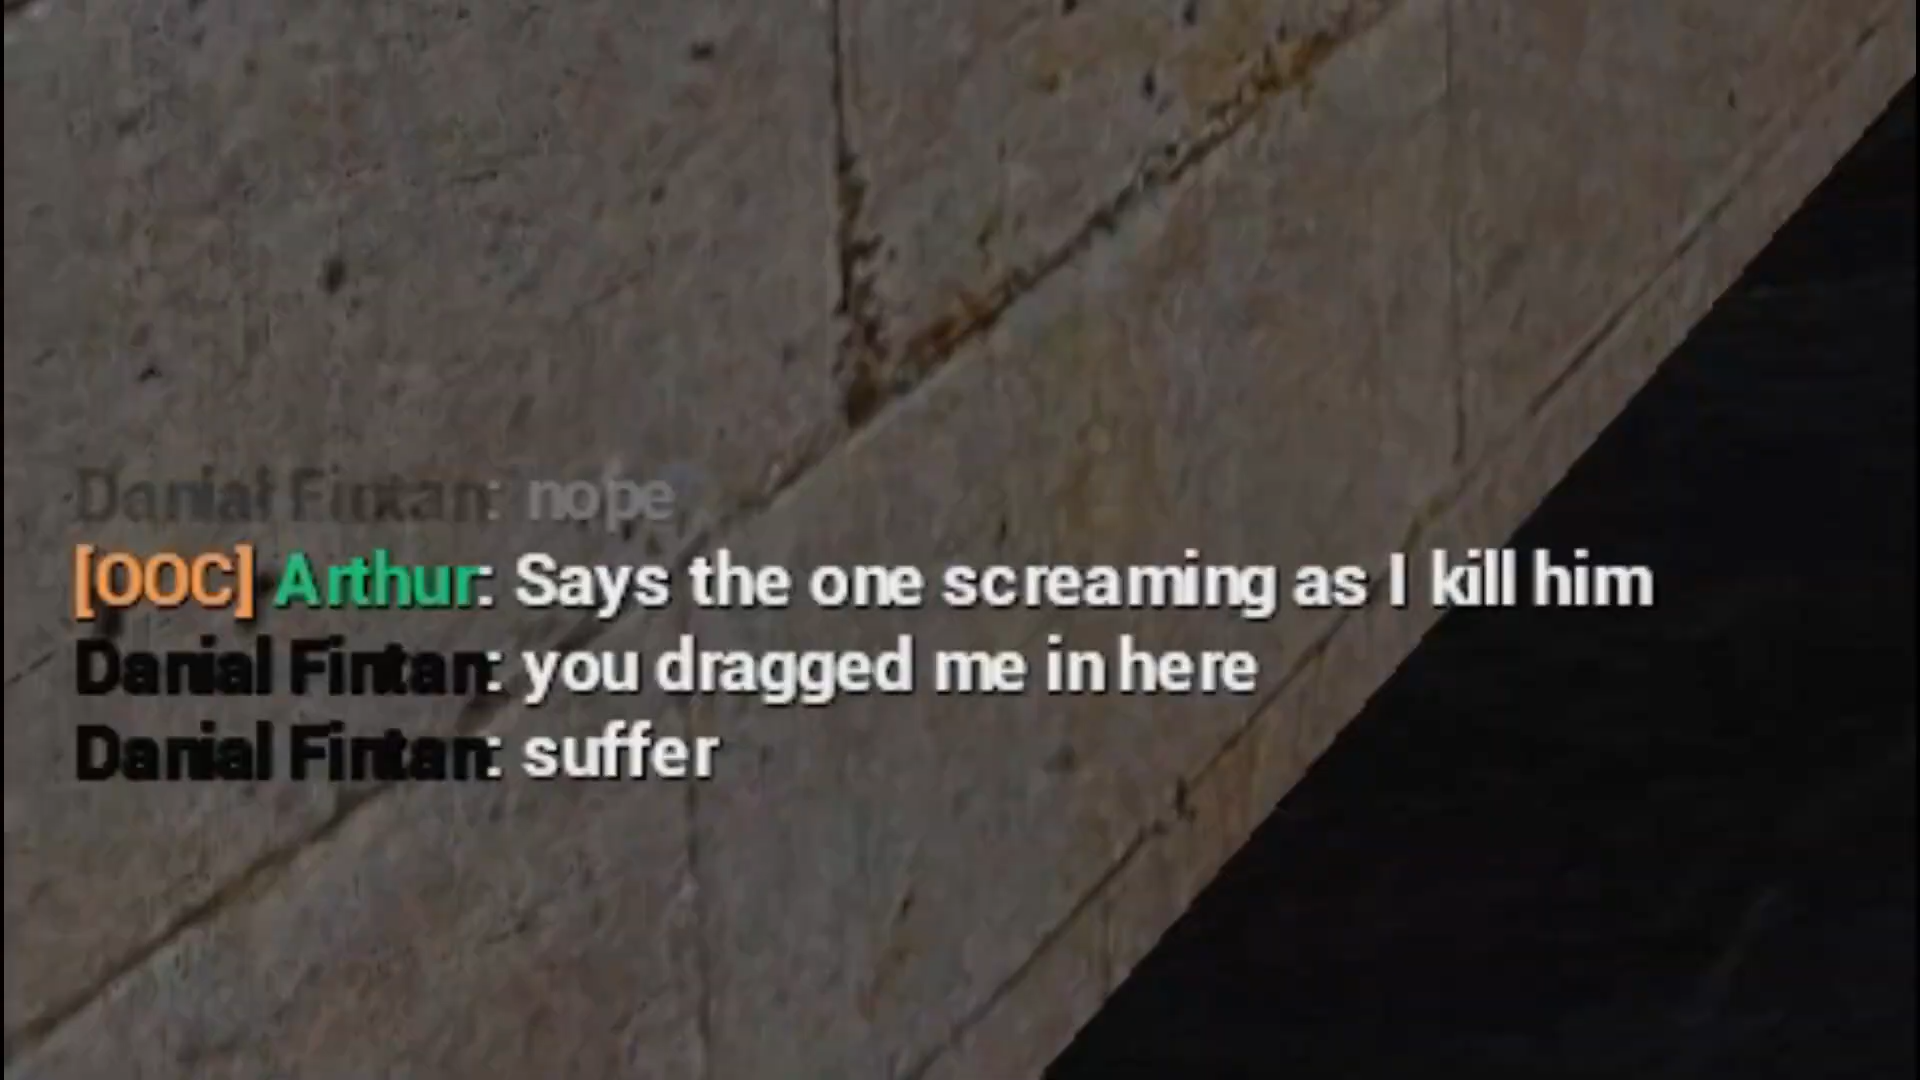 Danial Fintan: nope
[OOC] Arthur: Says the one screaming as I kill him
Danial Fintan: you dragged me in here
Danial Fintan: suffer